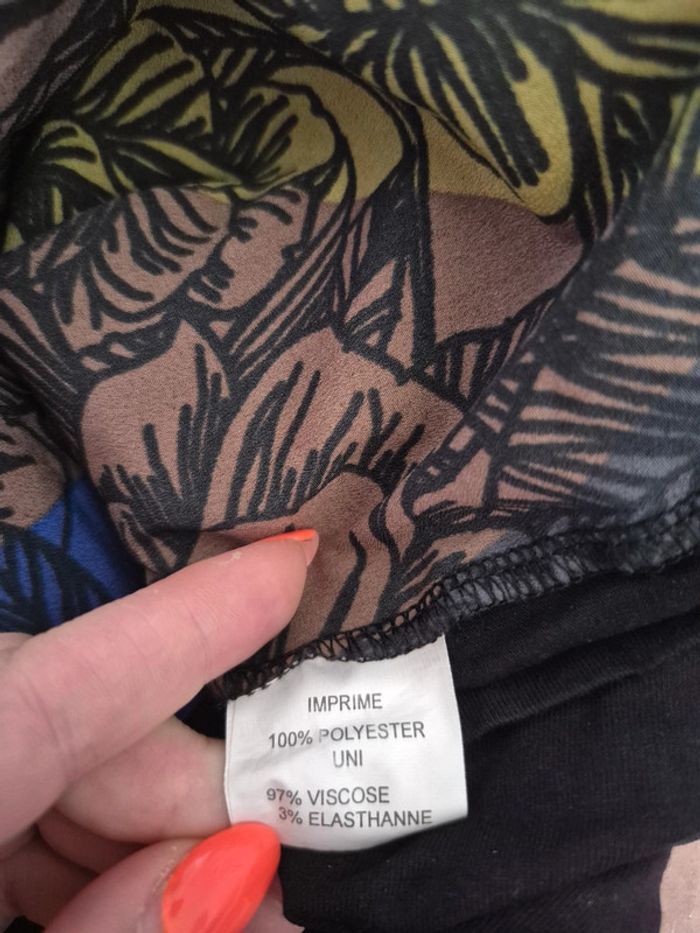 IMPRIME
100% POLYESTER
UNI
97% VISCOSE
3% ELASTHANNE